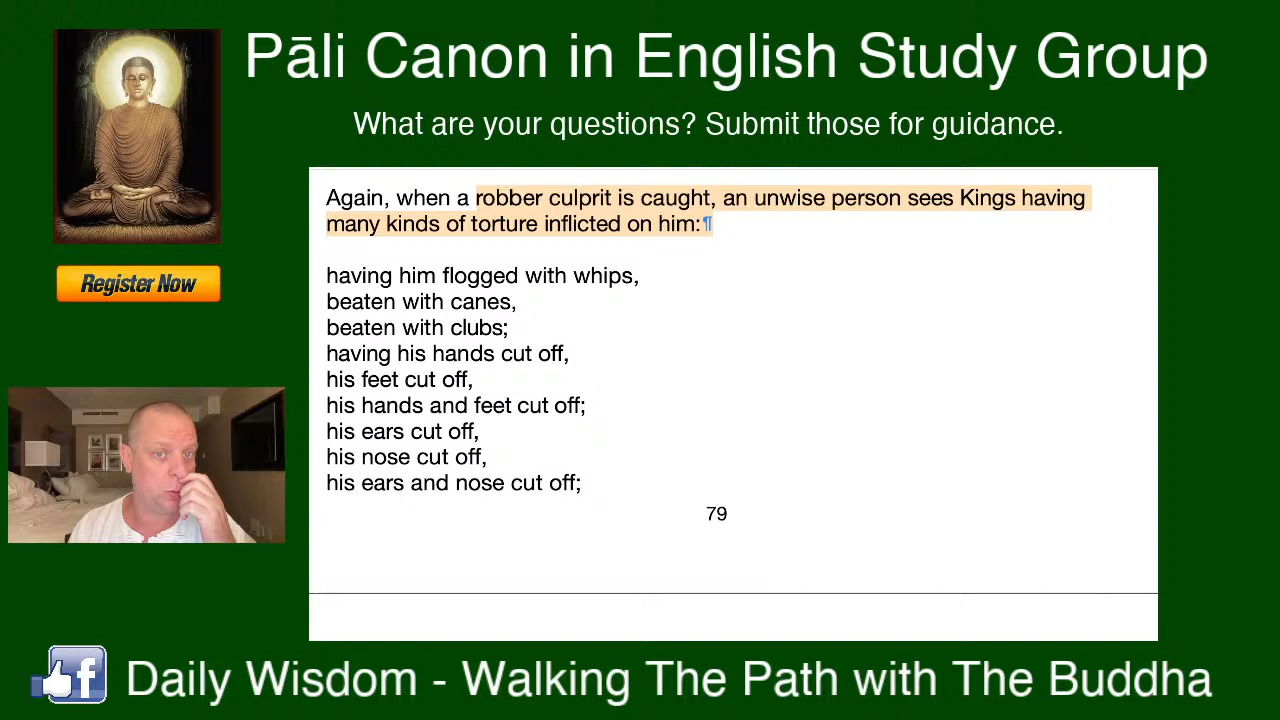 Pāli Canon in English Study Group
What are your questions? Submit those for guidance.
Register Now
Again, when a robber culprit is caught, an unwise person sees Kings having
many kinds of torture inflicted on him:¶
having him flogged with whips,
beaten with canes,
beaten with clubs;
having his hands cut off,
his feet cut off,
his hands and feet cut off;
his ears cut off,
his nose cut off,
his ears and nose cut off;
79
f Daily Wisdom - Walking The Path with The Buddha